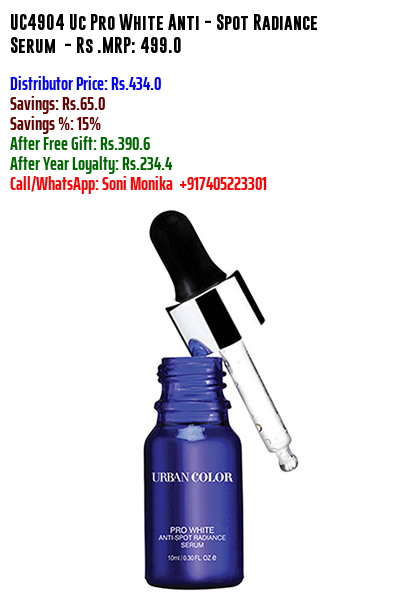 UC4904 Uc Pro White Anti - Spot Radiance
Serum - Rs .MRP: 499.0
Distributor Price: Rs.434.0
Savings: Rs.65.0
Savings %: 15%
After Free Gift: Rs.390.6
After Year Loyalty: Rs.234.4
Call/WhatsApp: Soni Monika +917405223301
URBAN COLOR
PRO WHITE
ANTI-SPOT RADIANCE
SERUM
10ml / 0.30 FL. OZ. e